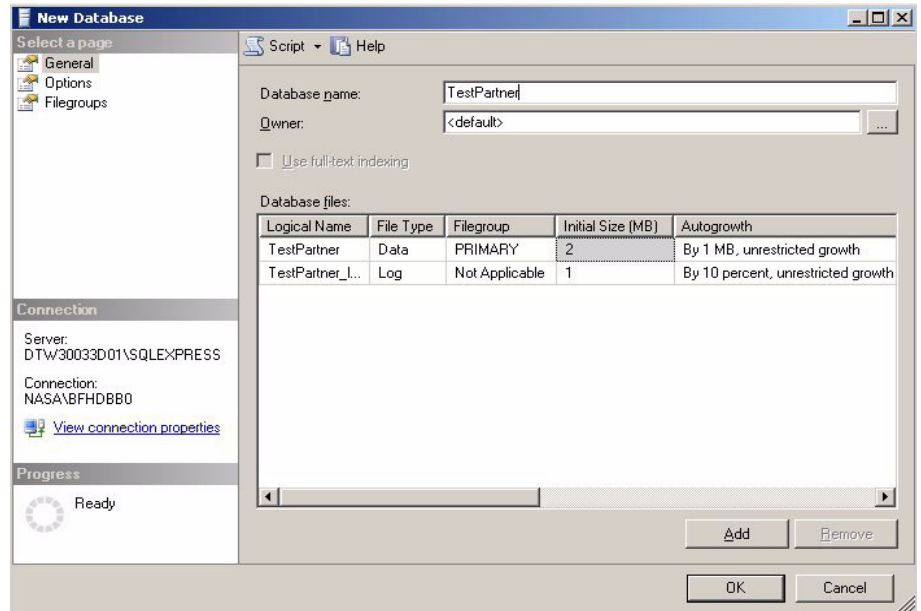 New Database
Select a page
General
Options
Filegroups
Script Help
Database name: TestPartner
Owner: <default> ...
Use full-text indexing
Database files:
Logical Name File Type Filegroup Initial Size (MB) Autogrowth
TestPartner Data PRIMARY 2 By 1 MB, unrestricted growth
TestPartner_l... Log Not Applicable 1 By 10 percent, unrestricted growth
Connection
Server:
DTW30033D01\SQLEXPRESS
Connection:
NASA\BFHDBB0
View connection properties
Progress
Ready
Add Remove
OK Cancel